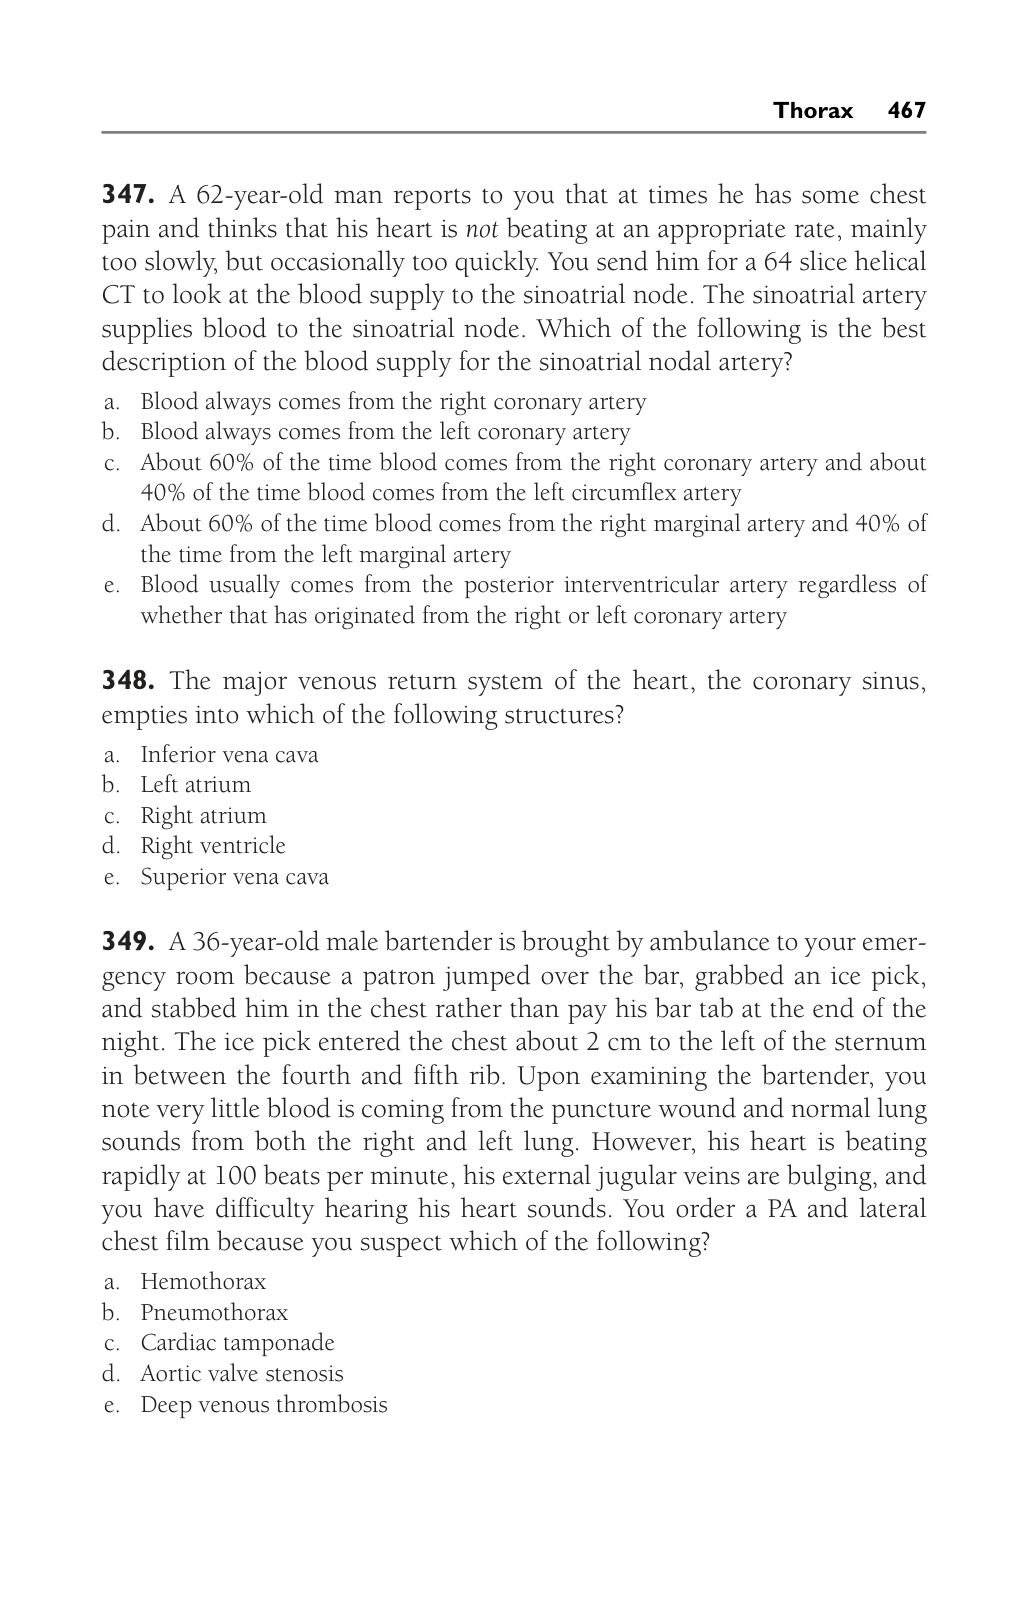 Thorax 467
347. A 62-year-old man reports to you that at times he has some chest
pain and thinks that his heart is not beating at an appropriate rate, mainly
too slowly, but occasionally too quickly. You send him for a 64 slice helical
CT to look at the blood supply to the sinoatrial node. The sinoatrial artery
supplies blood to the sinoatrial node. Which of the following is the best
description of the blood supply for the sinoatrial nodal artery?
a. Blood always comes from the right coronary artery
b. Blood always comes from the left coronary artery
c. About 60% of the time blood comes from the right coronary artery and about
40% of the time blood comes from the left circumflex artery
d. About 60% of the time blood comes from the right marginal artery and 40% of
the time from the left marginal artery
e. Blood usually comes from the posterior interventricular artery regardless of
whether that has originated from the right or left coronary artery
348. The major venous return system of the heart, the coronary sinus,
empties into which of the following structures?
a. Inferior vena cava
b. Left atrium
c. Right atrium
d. Right ventricle
e. Superior vena cava
349. A 36-year-old male bartender is brought by ambulance to your emer-
gency room because a patron jumped over the bar, grabbed an ice pick,
and stabbed him in the chest rather than pay his bar tab at the end of the
night. The ice pick entered the chest about 2 cm to the left of the sternum
in between the fourth and fifth rib. Upon examining the bartender, you
note very little blood is coming from the puncture wound and normal lung
sounds from both the right and left lung. However, his heart is beating
rapidly at 100 beats per minute, his external jugular veins are bulging, and
you have difficulty hearing his heart sounds. You order a PA and lateral
chest film because you suspect which of the following?
a. Hemothorax
b. Pneumothorax
c. Cardiac tamponade
d. Aortic valve stenosis
e. Deep venous thrombosis